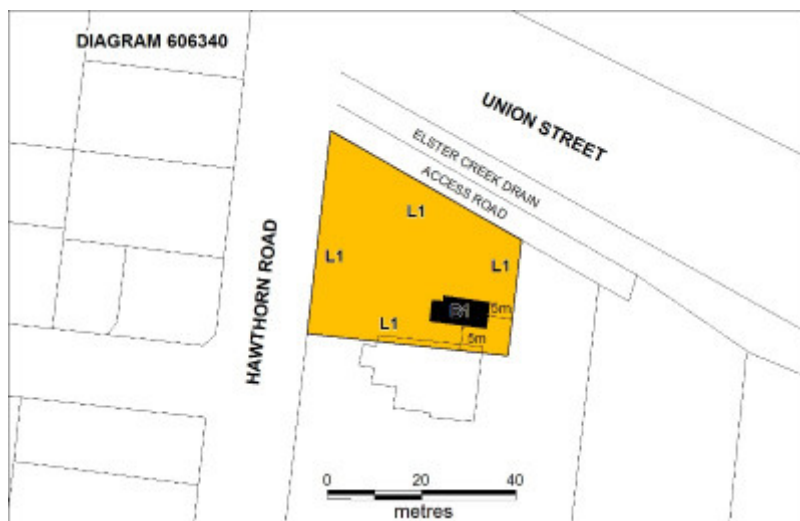 DIAGRAM 606340
UNION STREET
ELSTER CREEK DRAIN
ACCESS ROAD
HAWTHORN ROAD
L1
L1
L1
L1
B1
5m
5m
0 20 40
metres